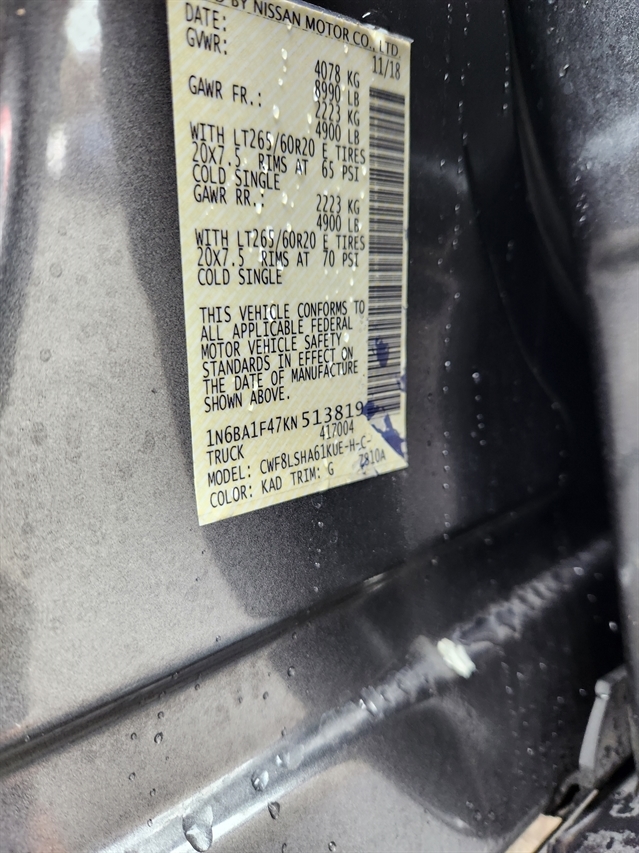 BY NISSAN MOTOR CO., LTD.
DATE: 11/18
GVWR: 4078 KG
8990 LB
GAWR FR.: 2223 KG
4900 LB
WITH LT265/60R20 E TIRES
20X7.5 RIMS AT 65 PSI
COLD SINGLE
GAWR RR.: 2223 KG
4900 LB
WITH LT265/60R20 E TIRES
20X7.5 RIMS AT 70 PSI
COLD SINGLE
THIS VEHICLE CONFORMS TO
ALL APPLICABLE FEDERAL
MOTOR VEHICLE SAFETY
STANDARDS IN EFFECT ON
THE DATE OF MANUFACTURE
SHOWN ABOVE.
1N6BA1F47KN513819
TRUCK 417004
MODEL: CWF8LSHA61KUE-H-C-
COLOR: KAD TRIM: G 7810A